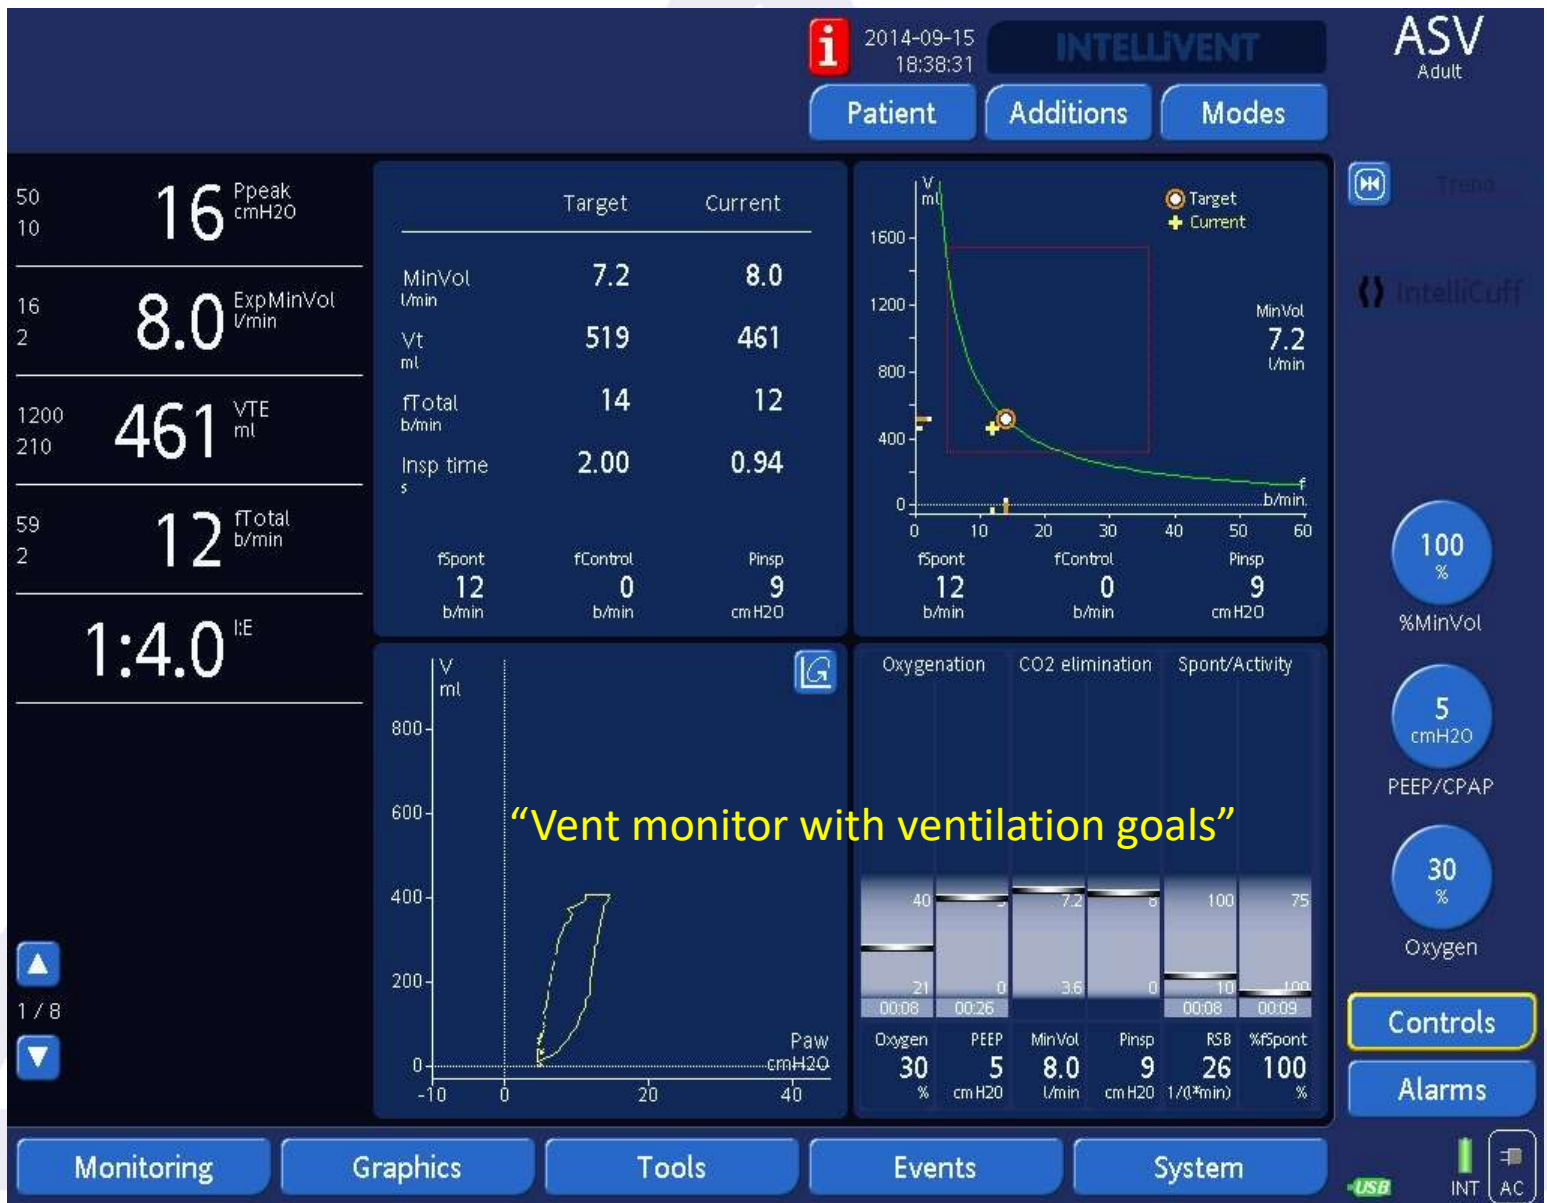 i
2014-09-15
18:38:31
INTELLiVENT
ASV
Adult
Patient
Additions
Modes
50
10
16
Ppeak
cmH2O
16
2
8.0
ExpMinVol
l/min
1200
210
461
VTE
ml
59
2
12
fTotal
b/min
1:4.0
I:E
1 / 8
Target Current
MinVol 7.2 8.0
l/min
Vt 519 461
ml
fTotal 14 12
b/min
Insp time 2.00 0.94
s
fSpont fControl Pinsp
12 0 9
b/min b/min cmH2O
V
ml
Target
Current
1600
1200
800
400
0
MinVol
7.2
l/min
f
b/min
0 10 20 30 40 50 60
fSpont fControl Pinsp
12 0 9
b/min b/min cmH2O
V
ml
800
600
400
200
0
Paw
cmH2O
-10 0 20 40
“Vent monitor with ventilation goals”
Oxygenation CO2 elimination Spont/Activity
40 5 7.2 8 100 75
21 0 3.6 0 10 100
00:08 00:26 00:08 00:09
Oxygen PEEP MinVol Pinsp RSB %fSpont
30 5 8.0 9 26 100
% cmH2O l/min cmH2O 1/(l*min) %
Trend
IntelliCuff
100
%
%MinVol
5
cmH2O
PEEP/CPAP
30
%
Oxygen
Controls
Alarms
Monitoring
Graphics
Tools
Events
System
USB
INT
AC